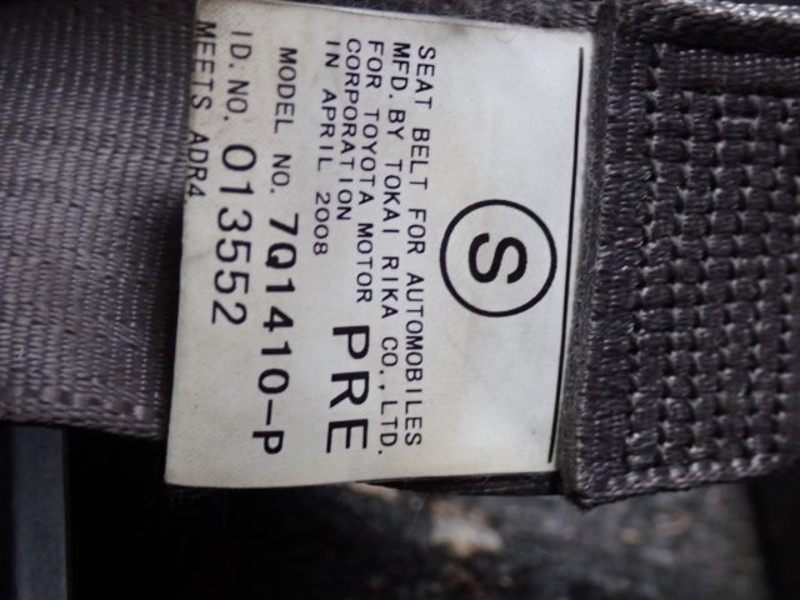 S
SEAT BELT FOR AUTOMOBILES
MFD. BY TOKAI RIKA CO., LTD.
FOR TOYOTA MOTOR
CORPORATION
IN APRIL 2008
PRE
MODEL NO. 7Q1410-P
ID. NO. 013552
MEETS ADR4